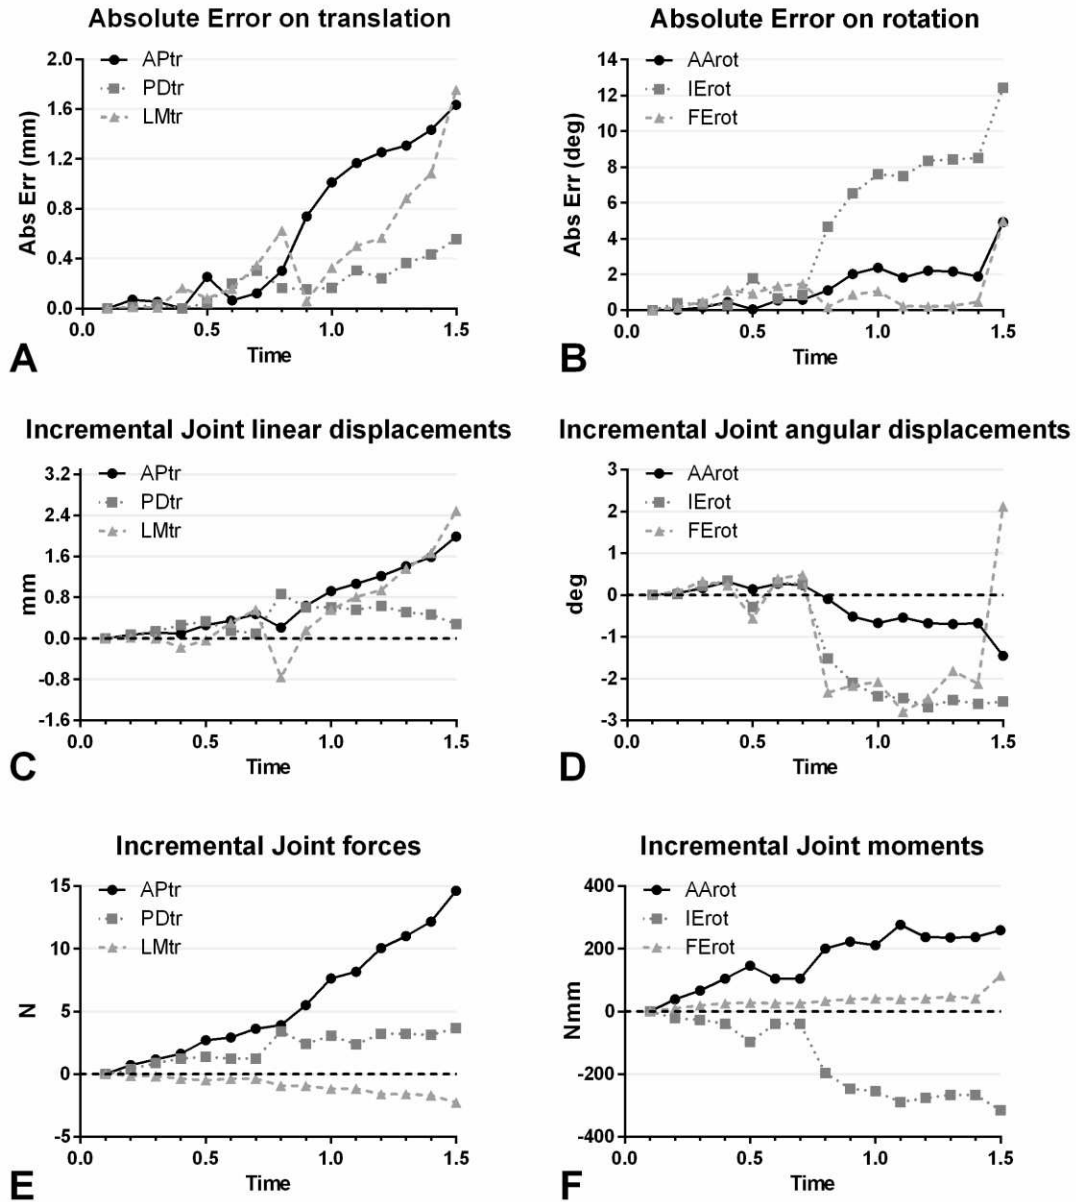 Absolute Error on translation
APtr
PDtr
LMtr
Abs Err (mm)
2.0
1.6
1.2
0.8
0.4
0.0
0.0 0.5 1.0 1.5
Time
A
Absolute Error on rotation
AArot
IErot
FErot
Abs Err (deg)
14
12
10
8
6
4
2
0
0.0 0.5 1.0 1.5
Time
B
Incremental Joint linear displacements
APtr
PDtr
LMtr
mm
3.2
2.4
1.6
0.8
0.0
-0.8
-1.6
0.0 0.5 1.0 1.5
Time
C
Incremental Joint angular displacements
AArot
IErot
FErot
deg
3
2
1
0
-1
-2
-3
0.0 0.5 1.0 1.5
Time
D
Incremental Joint forces
APtr
PDtr
LMtr
N
15
10
5
0
-5
0.0 0.5 1.0 1.5
Time
E
Incremental Joint moments
AArot
IErot
FErot
Nmm
400
200
0
-200
-400
0.0 0.5 1.0 1.5
Time
F